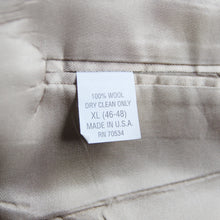 100% WOOL
DRY CLEAN ONLY
XL (46-48)
MADE IN U.S.A.
RN 70534